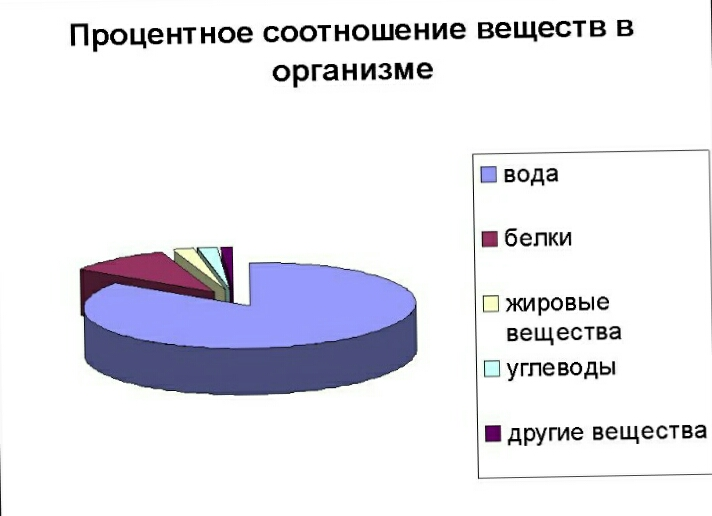 Процентное соотношение веществ в
организме
вода
белки
жировые
вещества
углеводы
другие вещества